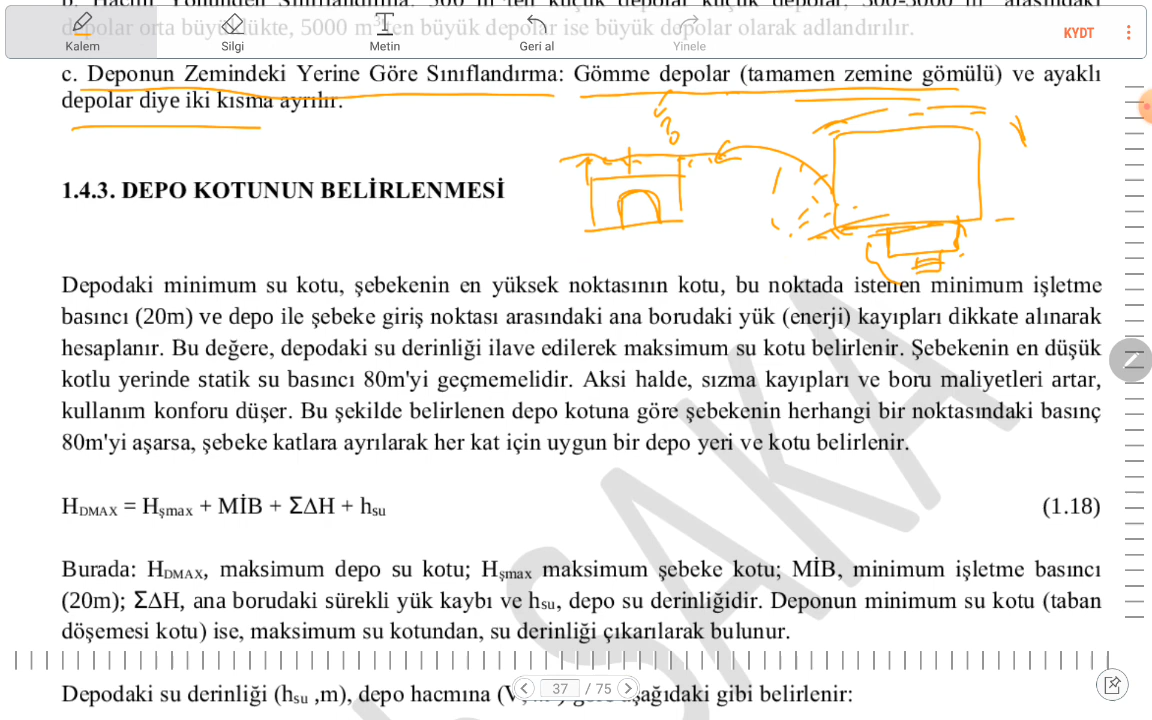 Kalem
Silgi
Metin
Geri al
Yinele
KYDT
depolar orta büyüklükte, 5000 m³'ten büyük depolar ise büyük depolar olarak adlandırılır.
c. Deponun Zemindeki Yerine Göre Sınıflandırma: Gömme depolar (tamamen zemine gömülü) ve ayaklı
depolar diye iki kısma ayrılır.
1.4.3. DEPO KOTUNUN BELİRLENMESİ
Depodaki minimum su kotu, şebekenin en yüksek noktasının kotu, bu noktada istenen minimum işletme
basıncı (20m) ve depo ile şebeke giriş noktası arasındaki ana borudaki yük (enerji) kayıpları dikkate alınarak
hesaplanır. Bu değere, depodaki su derinliği ilave edilerek maksimum su kotu belirlenir. Şebekenin en düşük
kotlu yerinde statik su basıncı 80m'yi geçmemelidir. Aksi halde, sızma kayıpları ve boru maliyetleri artar,
kullanım konforu düşer. Bu şekilde belirlenen depo kotuna göre şebekenin herhangi bir noktasındaki basınç
80m'yi aşarsa, şebeke katlara ayrılarak her kat için uygun bir depo yeri ve kotu belirlenir.
HDMAX = Hşmax + MİB + ΣΔH + hsu (1.18)
Burada: HDMAX, maksimum depo su kotu; Hşmax maksimum şebeke kotu; MİB, minimum işletme basıncı
(20m); ΣΔH, ana borudaki sürekli yük kaybı ve hsu, depo su derinliğidir. Deponun minimum su kotu (taban
döşemesi kotu) ise, maksimum su kotundan, su derinliği çıkarılarak bulunur.
Depodaki su derinliği (hsu ,m), depo hacmına (V, aşağıdaki gibi belirlenir:
37 / 75
SAKA